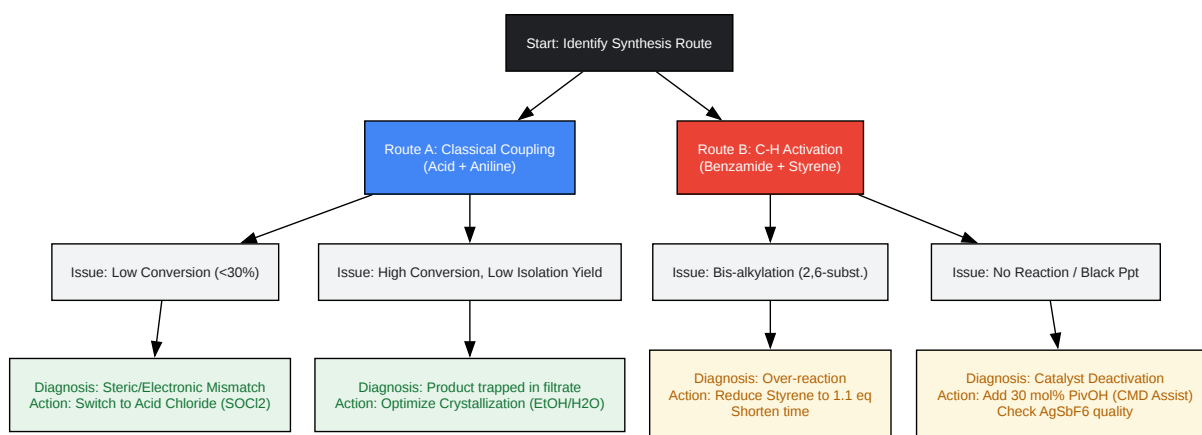 Start: Identify Synthesis Route
Route A: Classical Coupling
(Acid + Aniline)
Route B: C-H Activation
(Benzamide + Styrene)
Issue: Low Conversion (<30%)
Issue: High Conversion, Low Isolation Yield
Issue: Bis-alkylation (2,6-subst.)
Issue: No Reaction / Black Ppt
Diagnosis: Steric/Electronic Mismatch
Action: Switch to Acid Chloride (SOCl2)
Diagnosis: Product trapped in filtrate
Action: Optimize Crystallization (EtOH/H2O)
Diagnosis: Over-reaction
Action: Reduce Styrene to 1.1 eq
Shorten time
Diagnosis: Catalyst Deactivation
Action: Add 30 mol% PivOH (CMD Assist)
Check AgSbF6 quality